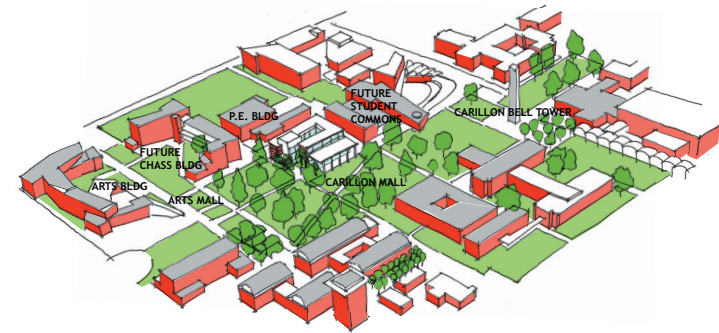 FUTURE
STUDENT
COMMONS
P.E. BLDG
CARILLON BELL TOWER
FUTURE
CHASS BLDG
ARTS BLDG
CARILLON MALL
ARTS MALL